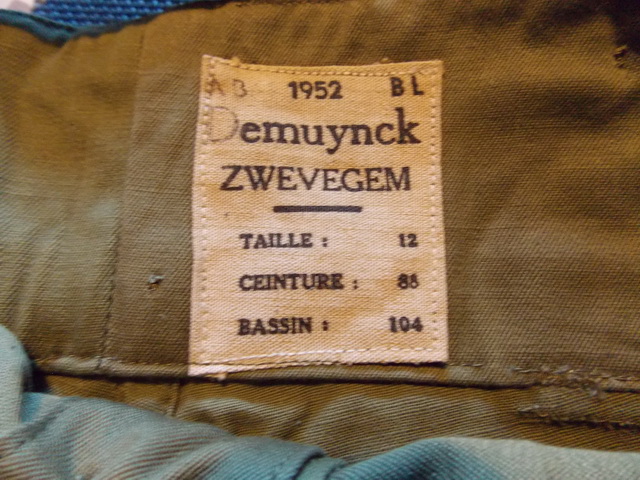 AB 1952 BL
Demuynck
ZWEVEGEM
TAILLE : 12
CEINTURE : 88
BASSIN : 104